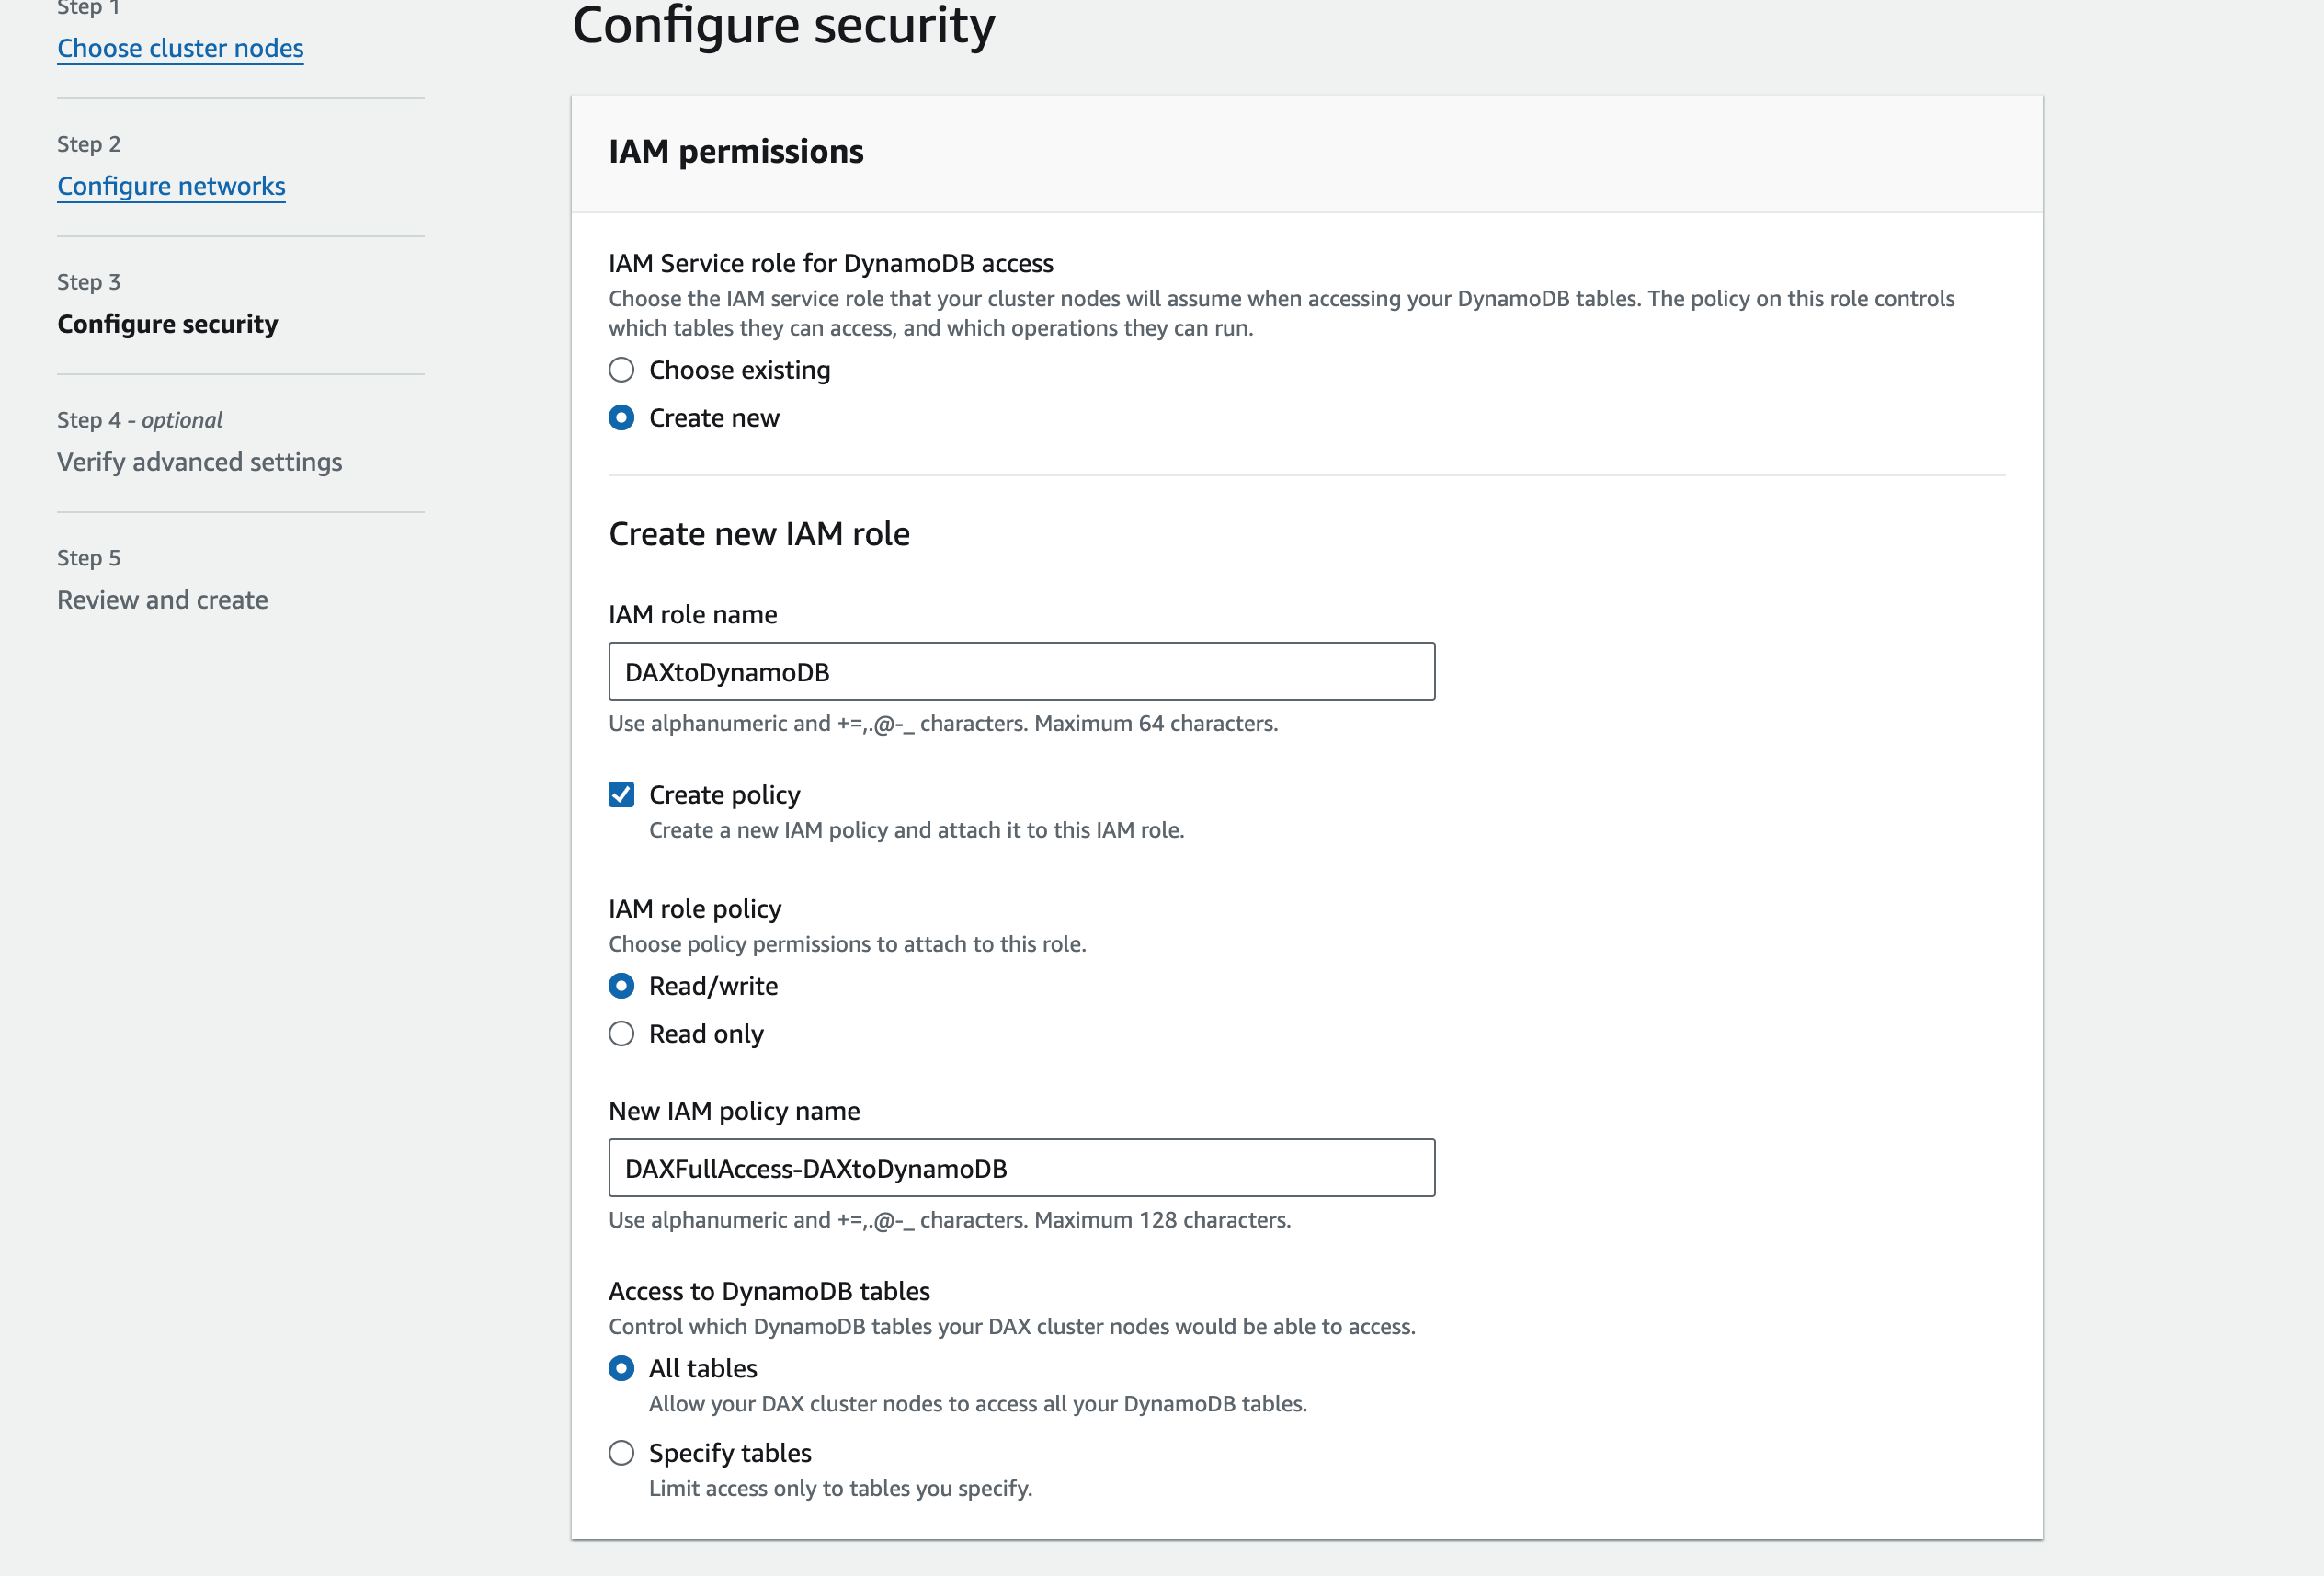 Step 1
Choose cluster nodes
Step 2
Configure networks
Step 3
Configure security
Step 4 - optional
Verify advanced settings
Step 5
Review and create
Configure security
IAM permissions
IAM Service role for DynamoDB access
Choose the IAM service role that your cluster nodes will assume when accessing your DynamoDB tables. The policy on this role controls
which tables they can access, and which operations they can run.
Choose existing
Create new
Create new IAM role
IAM role name
DAXtoDynamoDB
Use alphanumeric and +=,.@-_ characters. Maximum 64 characters.
Create policy
Create a new IAM policy and attach it to this IAM role.
IAM role policy
Choose policy permissions to attach to this role.
Read/write
Read only
New IAM policy name
DAXFullAccess-DAXtoDynamoDB
Use alphanumeric and +=,.@-_ characters. Maximum 128 characters.
Access to DynamoDB tables
Control which DynamoDB tables your DAX cluster nodes would be able to access.
All tables
Allow your DAX cluster nodes to access all your DynamoDB tables.
Specify tables
Limit access only to tables you specify.